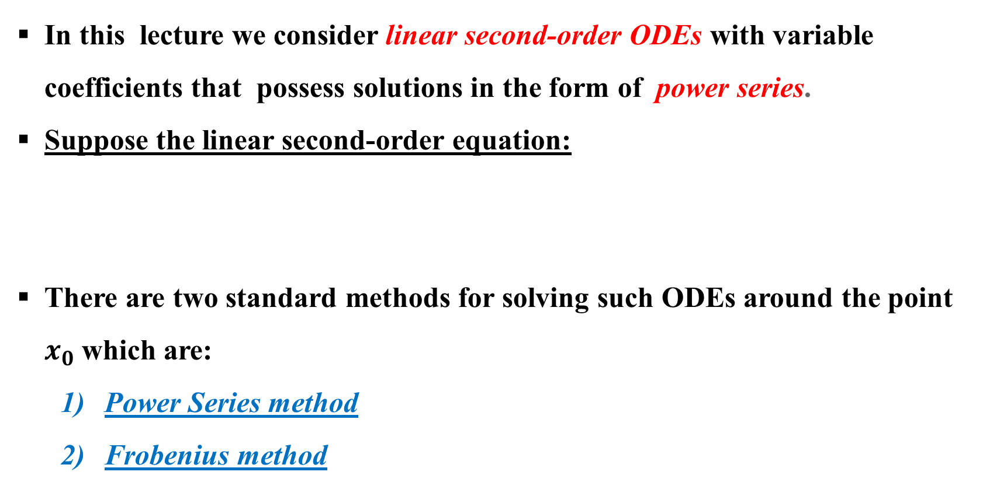 ▪ In this lecture we consider linear second-order ODEs with variable
coefficients that possess solutions in the form of power series.
▪ Suppose the linear second-order equation:
▪ There are two standard methods for solving such ODEs around the point
x₀ which are:
1) Power Series method
2) Frobenius method